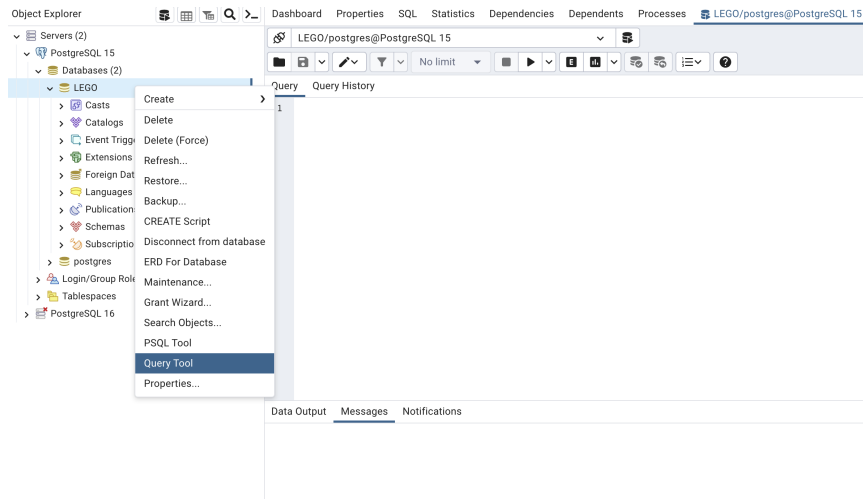 Object Explorer
Dashboard Properties SQL Statistics Dependencies Dependents Processes LEGO/postgres@PostgreSQL 15
Servers (2)
PostgreSQL 15
Databases (2)
LEGO
Casts
Catalogs
Event Trigg
Extensions
Foreign Dat
Languages
Publication
Schemas
Subscriptio
postgres
Login/Group Role
Tablespaces
PostgreSQL 16
Create
Delete
Delete (Force)
Refresh...
Restore...
Backup...
CREATE Script
Disconnect from database
ERD For Database
Maintenance...
Grant Wizard...
Search Objects...
PSQL Tool
Query Tool
Properties...
LEGO/postgres@PostgreSQL 15
No limit
E
Query Query History
1
Data Output Messages Notifications